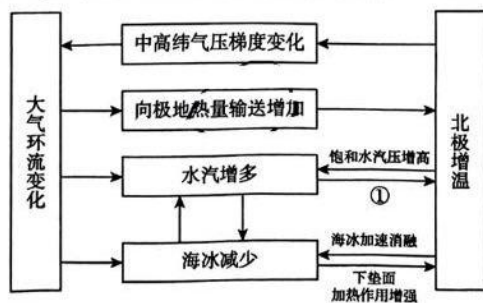 中高纬气压梯度变化
向极地热量输送增加
大气环流变化
北极增温
饱和水汽压增高
水汽增多
①
海冰加速消融
海冰减少
下垫面
加热作用增强